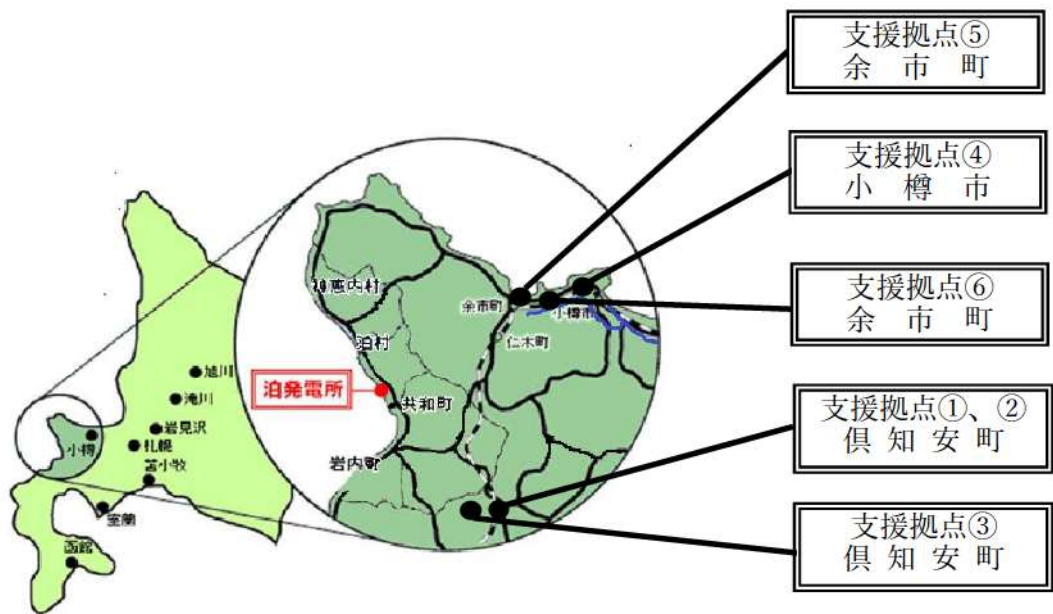 支援拠点⑤
余市町
支援拠点④
小樽市
支援拠点⑥
余市町
支援拠点①、②
倶知安町
支援拠点③
倶知安町
神恵内村
泊村
泊発電所
共和町
岩内町
余市町
小樽市
仁木町
旭川
滝川
岩見沢
札幌
小樽
苫小牧
室蘭
函館